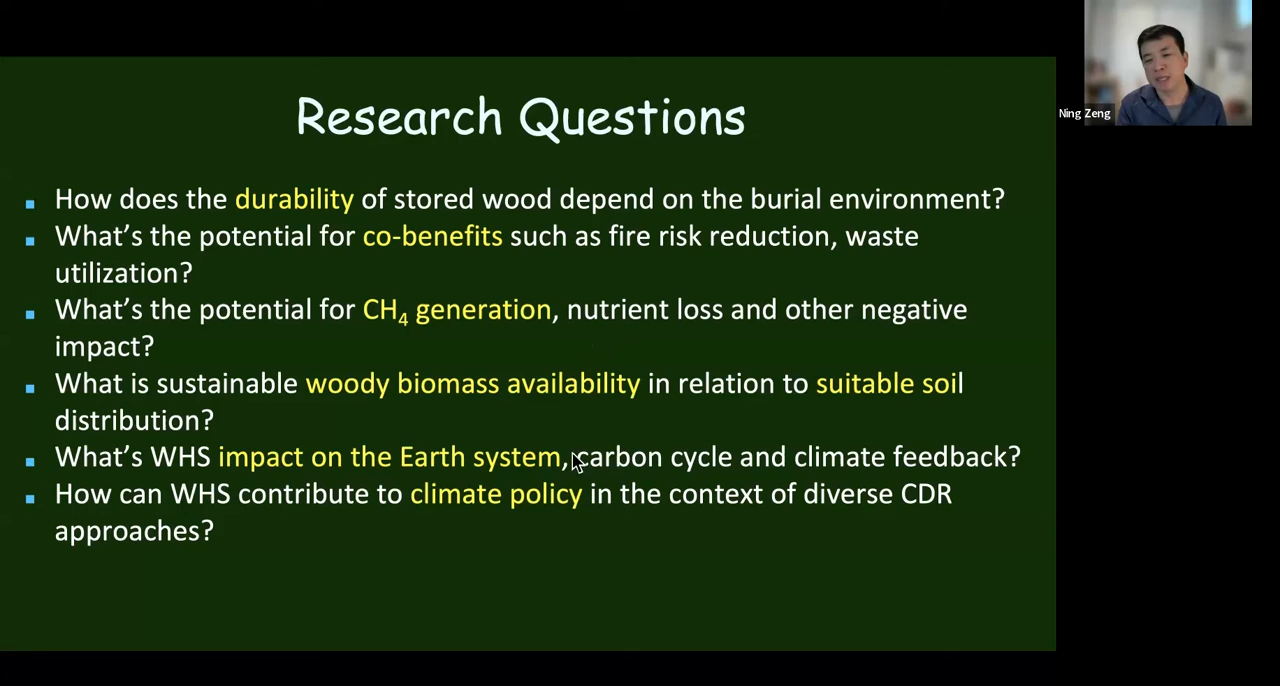 Research Questions
How does the durability of stored wood depend on the burial environment?
What's the potential for co-benefits such as fire risk reduction, waste
utilization?
What's the potential for CH₄ generation, nutrient loss and other negative
impact?
What is sustainable woody biomass availability in relation to suitable soil
distribution?
What's WHS impact on the Earth system, carbon cycle and climate feedback?
How can WHS contribute to climate policy in the context of diverse CDR
approaches?
Ning Zeng